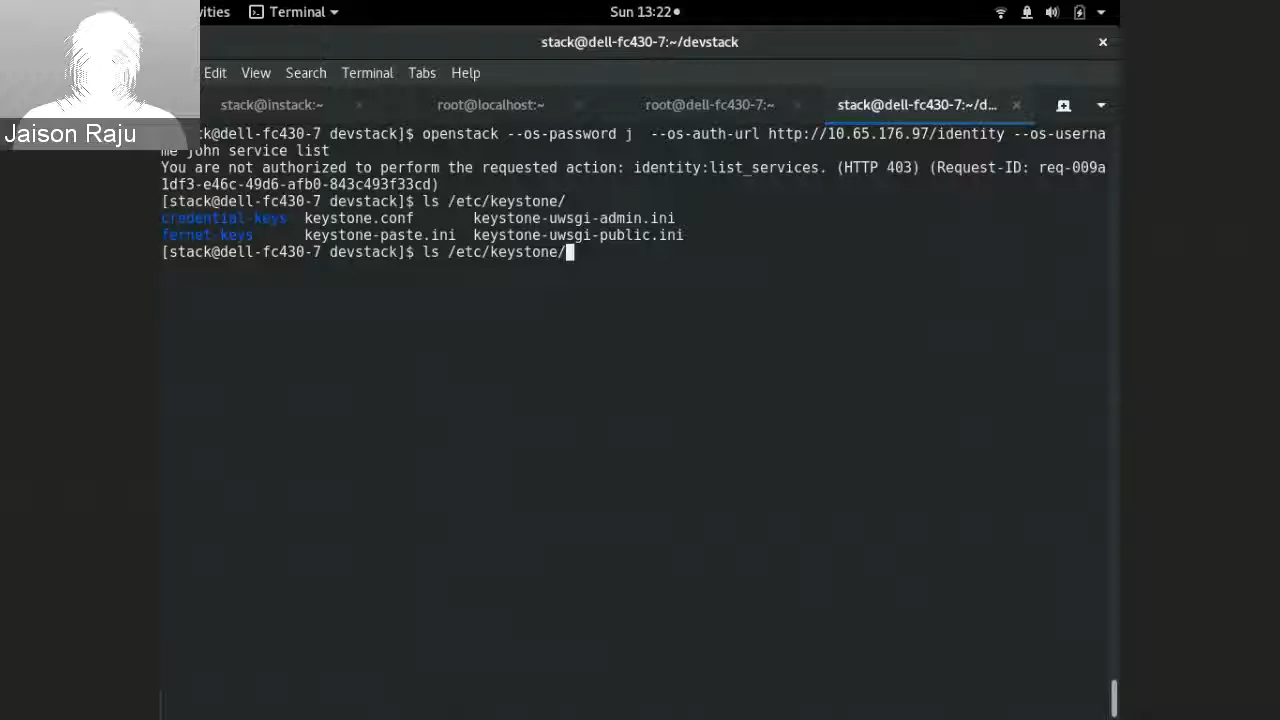 ities Terminal Sun 13:22
stack@dell-fc430-7:~/devstack
Edit View Search Terminal Tabs Help
stack@instack:~ root@localhost:~ root@dell-fc430-7:~ stack@dell-fc430-7:~/d...
Jaison Raju
ck@dell-fc430-7 devstack]$ openstack --os-password j  --os-auth-url http://10.65.176.97/identity --os-userna
me john service list
You are not authorized to perform the requested action: identity:list_services. (HTTP 403) (Request-ID: req-009a
1df3-e46c-49d6-afb0-843c493f33cd)
[stack@dell-fc430-7 devstack]$ ls /etc/keystone/
credential-keys keystone.conf keystone-uwsgi-admin.ini
fernet-keys keystone-paste.ini keystone-uwsgi-public.ini
[stack@dell-fc430-7 devstack]$ ls /etc/keystone/